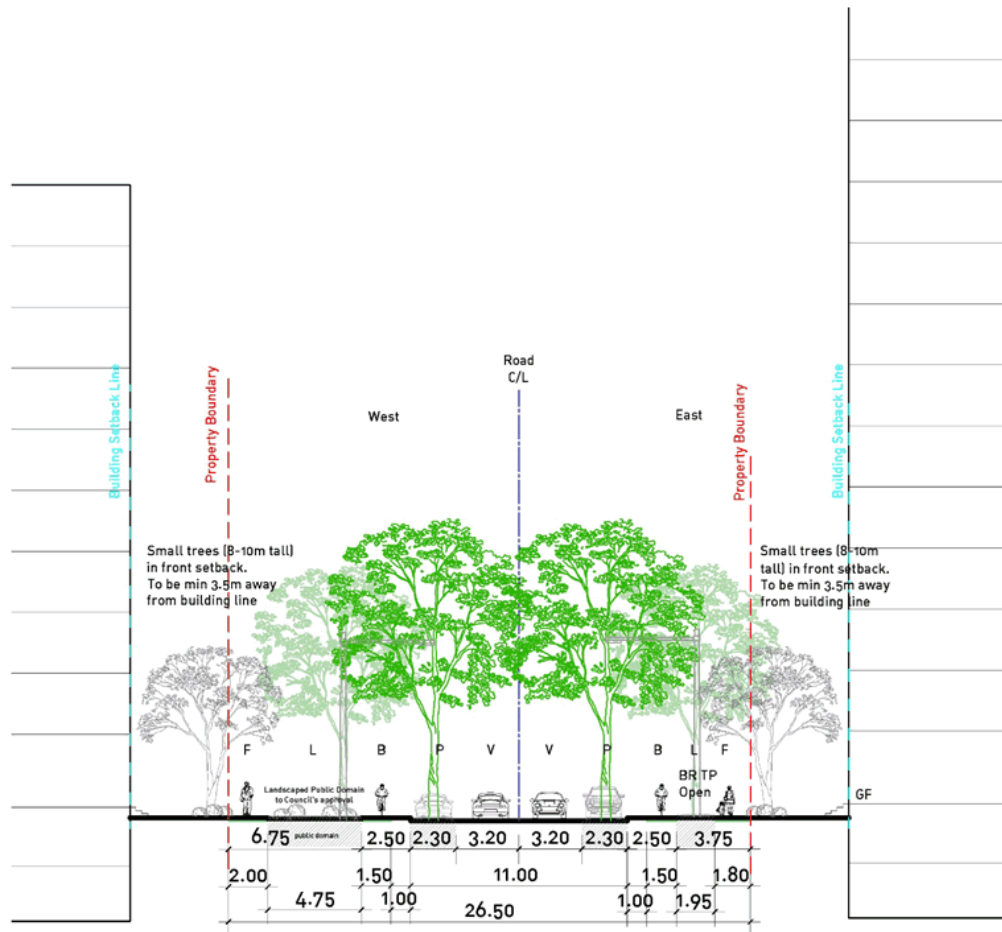 Road
C/L
West
East
Building Setback Line
Property Boundary
Property Boundary
Building Setback Line
Small trees (8-10m tall)
in front setback.
To be min 3.5m away
from building line
Small trees (8-10m
tall) in front setback.
To be min 3.5m away
from building line
F L B P V V P B L F
BR TP
Open
Landscaped Public Domain
to Council's approval
GF
6.75 public domain 2.50 2.30 3.20 3.20 2.30 2.50 3.75
2.00 1.50 11.00 1.50 1.80
4.75 1.00 26.50 1.00 1.95